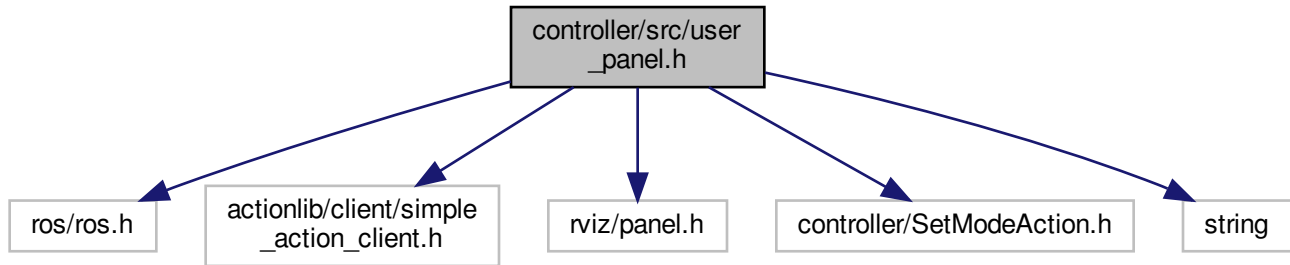 controller/src/user
_panel.h
ros/ros.h
actionlib/client/simple
_action_client.h
rviz/panel.h
controller/SetModeAction.h
string